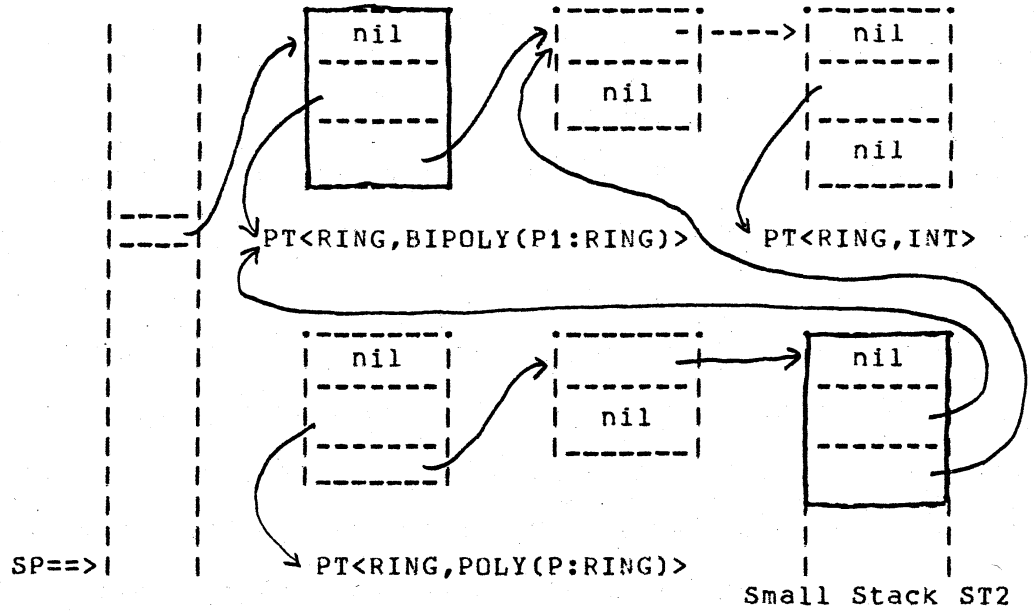 nil nil
nil
nil
PT<RING,BIPOLY(P1:RING)> PT<RING,INT>
nil nil
nil
SP==> PT<RING,POLY(P:RING)>
Small Stack ST2